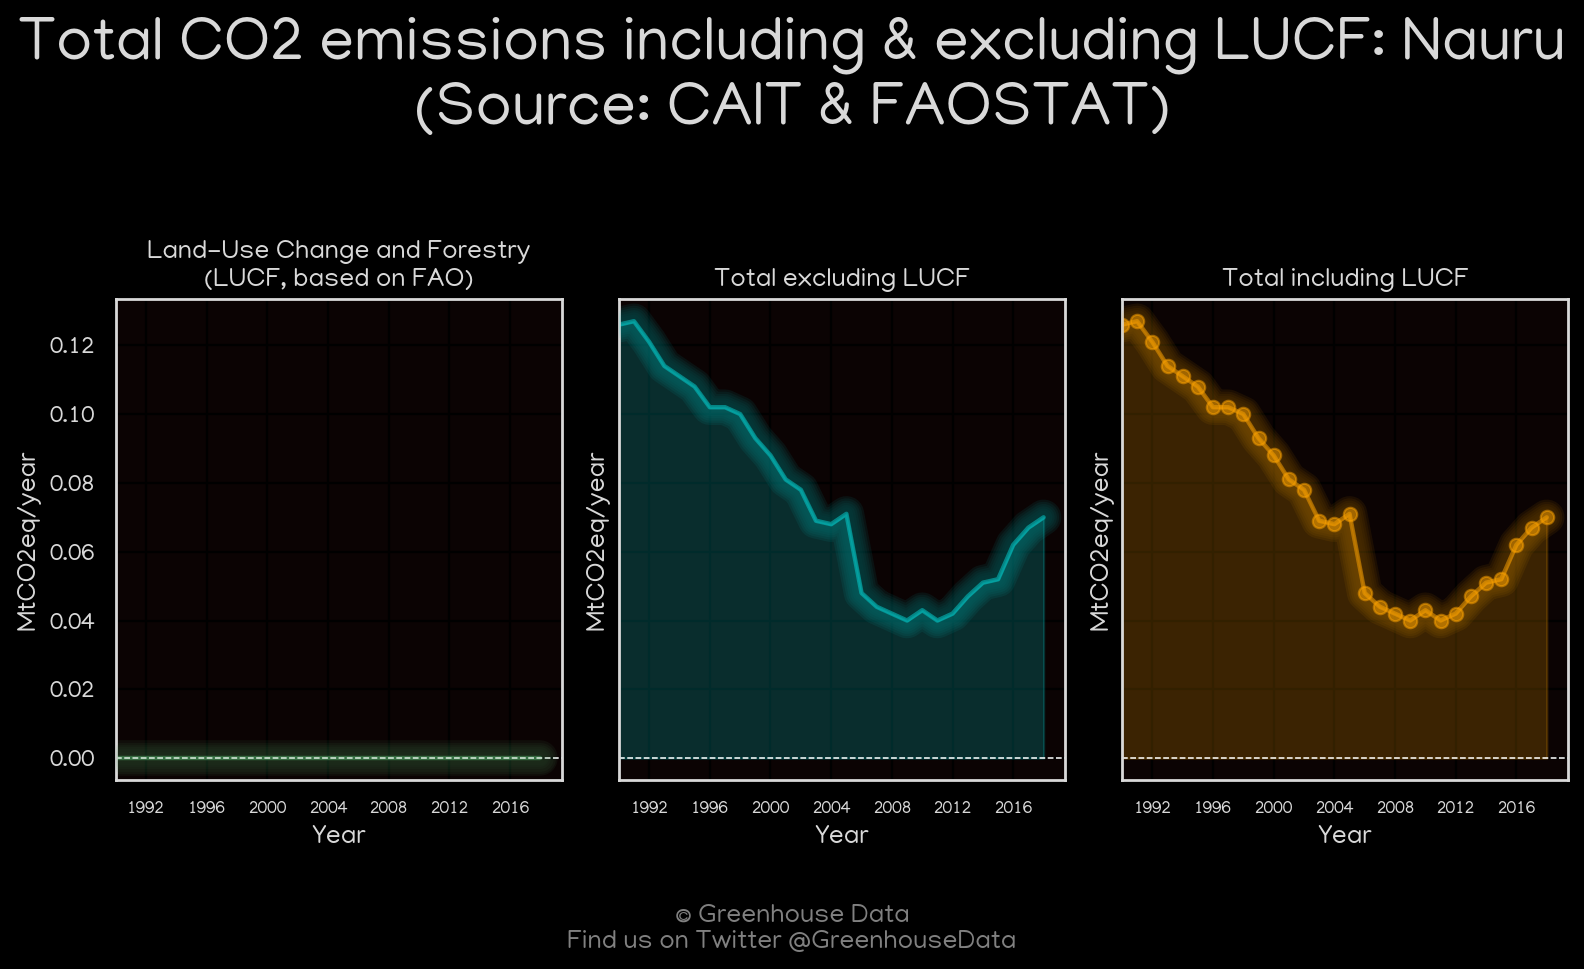 Total CO2 emissions including & excluding LUCF: Nauru
(Source: CAIT & FAOSTAT)
Land-Use Change and Forestry
(LUCF, based on FAO)
Total excluding LUCF
Total including LUCF
MtCO2eq/year
0.12
0.10
0.08
0.06
0.04
0.02
0.00
MtCO2eq/year
MtCO2eq/year
1992 1996 2000 2004 2008 2012 2016
1992 1996 2000 2004 2008 2012 2016
1992 1996 2000 2004 2008 2012 2016
Year
Year
Year
© Greenhouse Data
Find us on Twitter @GreenhouseData